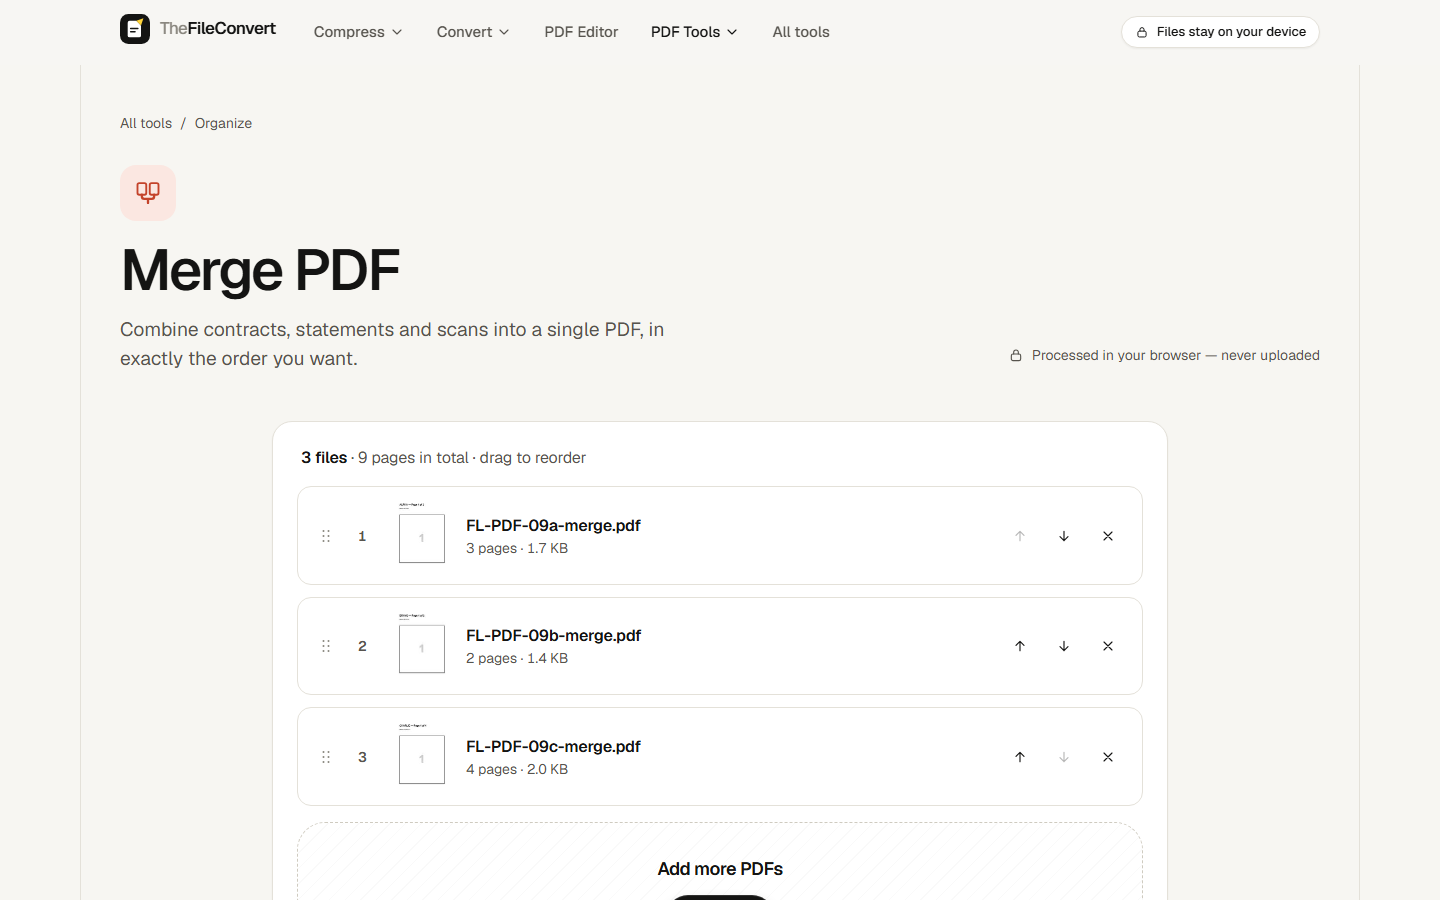 TheFileConvert
Compress
Convert
PDF Editor
PDF Tools
All tools
Files stay on your device
All tools / Organize
Merge PDF
Combine contracts, statements and scans into a single PDF, in
exactly the order you want.
Processed in your browser — never uploaded
3 files · 9 pages in total · drag to reorder
1
1
FL-PDF-09a-merge.pdf
3 pages · 1.7 KB
2
1
FL-PDF-09b-merge.pdf
2 pages · 1.4 KB
3
1
FL-PDF-09c-merge.pdf
4 pages · 2.0 KB
Add more PDFs